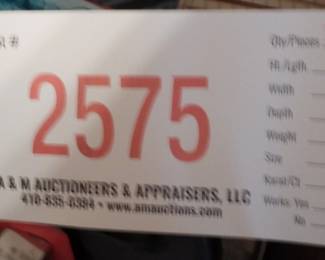 #
Qty/Pieces
Ht./Lgth
Width
Depth
Weight
Size
Karat/Ct
Works: Yes
No
2575
A & M AUCTIONEERS & APPRAISERS, LLC
410-835-0384 • www.amauctions.com